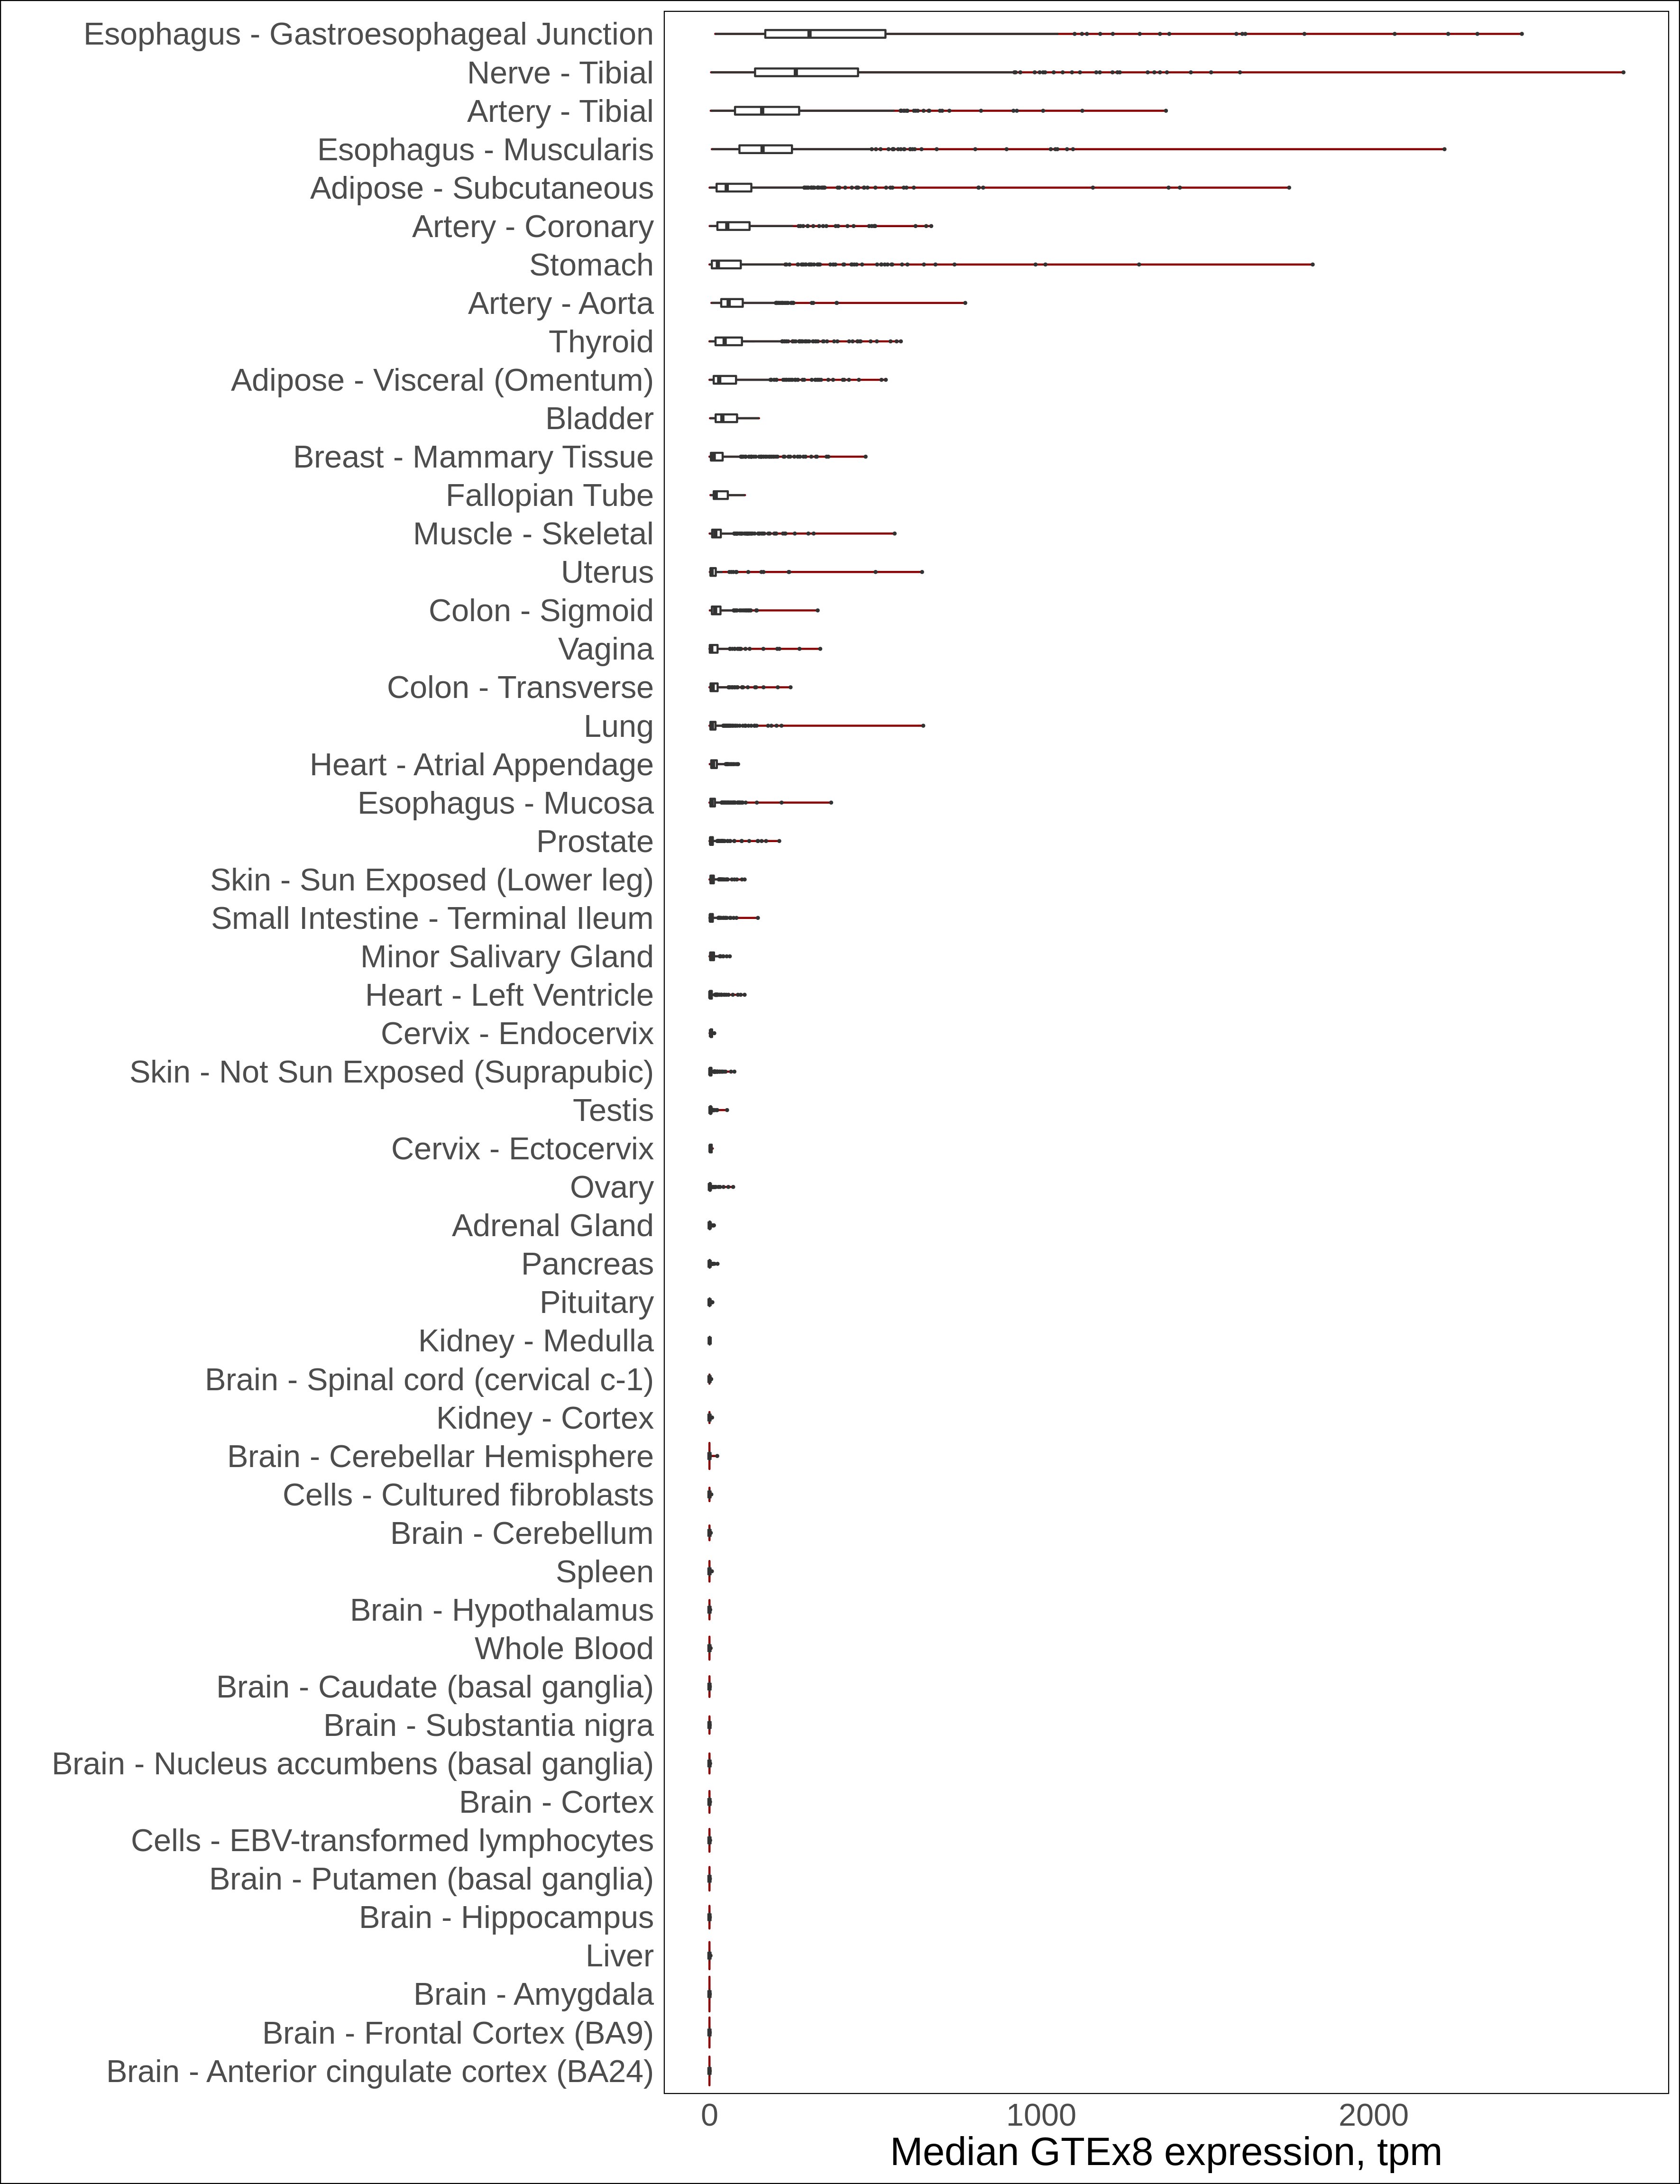 Esophagus - Gastroesophageal Junction
Nerve - Tibial
Artery - Tibial
Esophagus - Muscularis
Adipose - Subcutaneous
Artery - Coronary
Stomach
Artery - Aorta
Thyroid
Adipose - Visceral (Omentum)
Bladder
Breast - Mammary Tissue
Fallopian Tube
Muscle - Skeletal
Uterus
Colon - Sigmoid
Vagina
Colon - Transverse
Lung
Heart - Atrial Appendage
Esophagus - Mucosa
Prostate
Skin - Sun Exposed (Lower leg)
Small Intestine - Terminal Ileum
Minor Salivary Gland
Heart - Left Ventricle
Cervix - Endocervix
Skin - Not Sun Exposed (Suprapubic)
Testis
Cervix - Ectocervix
Ovary
Adrenal Gland
Pancreas
Pituitary
Kidney - Medulla
Brain - Spinal cord (cervical c-1)
Kidney - Cortex
Brain - Cerebellar Hemisphere
Cells - Cultured fibroblasts
Brain - Cerebellum
Spleen
Brain - Hypothalamus
Whole Blood
Brain - Caudate (basal ganglia)
Brain - Substantia nigra
Brain - Nucleus accumbens (basal ganglia)
Brain - Cortex
Cells - EBV-transformed lymphocytes
Brain - Putamen (basal ganglia)
Brain - Hippocampus
Liver
Brain - Amygdala
Brain - Frontal Cortex (BA9)
Brain - Anterior cingulate cortex (BA24)
0 1000 2000
Median GTEx8 expression, tpm